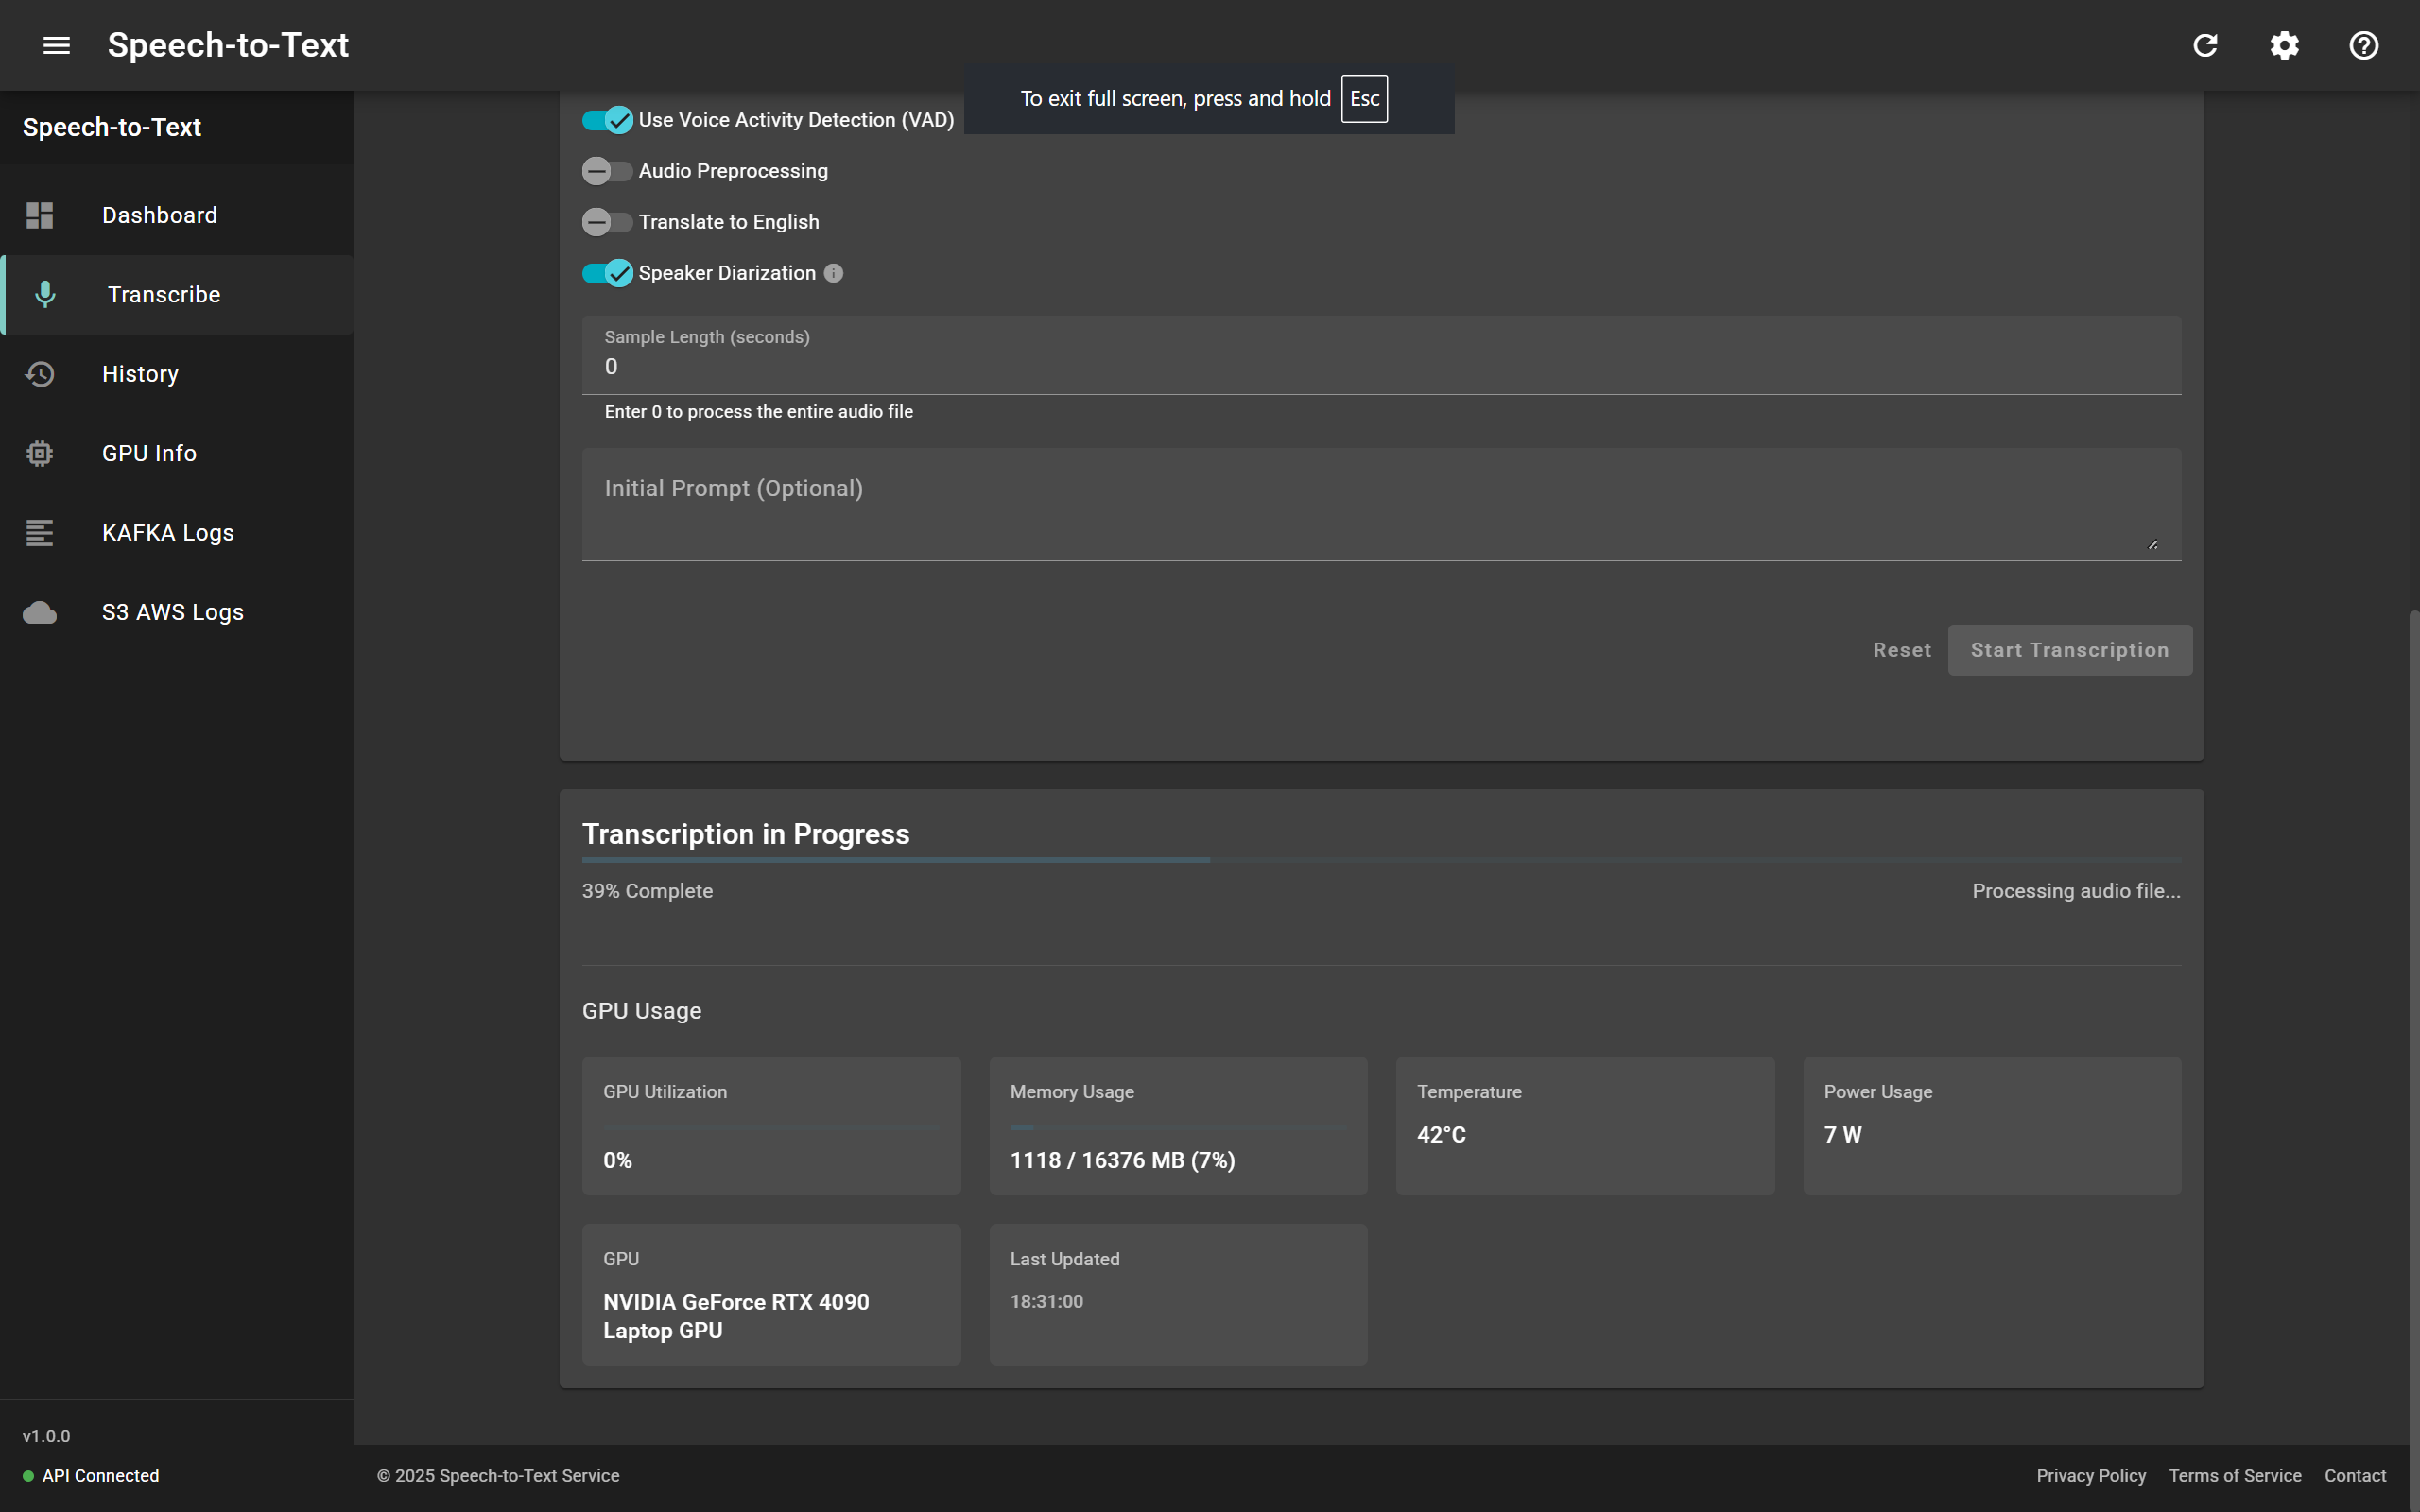 Speech-to-Text
To exit full screen, press and hold Esc
Speech-to-Text
Dashboard
Transcribe
History
GPU Info
KAFKA Logs
S3 AWS Logs
v1.0.0
API Connected
Use Voice Activity Detection (VAD)
Audio Preprocessing
Translate to English
Speaker Diarization
Sample Length (seconds)
0
Enter 0 to process the entire audio file
Initial Prompt (Optional)
Reset
Start Transcription
Transcription in Progress
39% Complete
Processing audio file...
GPU Usage
GPU Utilization
0%
Memory Usage
1118 / 16376 MB (7%)
Temperature
42°C
Power Usage
7 W
GPU
NVIDIA GeForce RTX 4090
Laptop GPU
Last Updated
18:31:00
© 2025 Speech-to-Text Service
Privacy Policy
Terms of Service
Contact